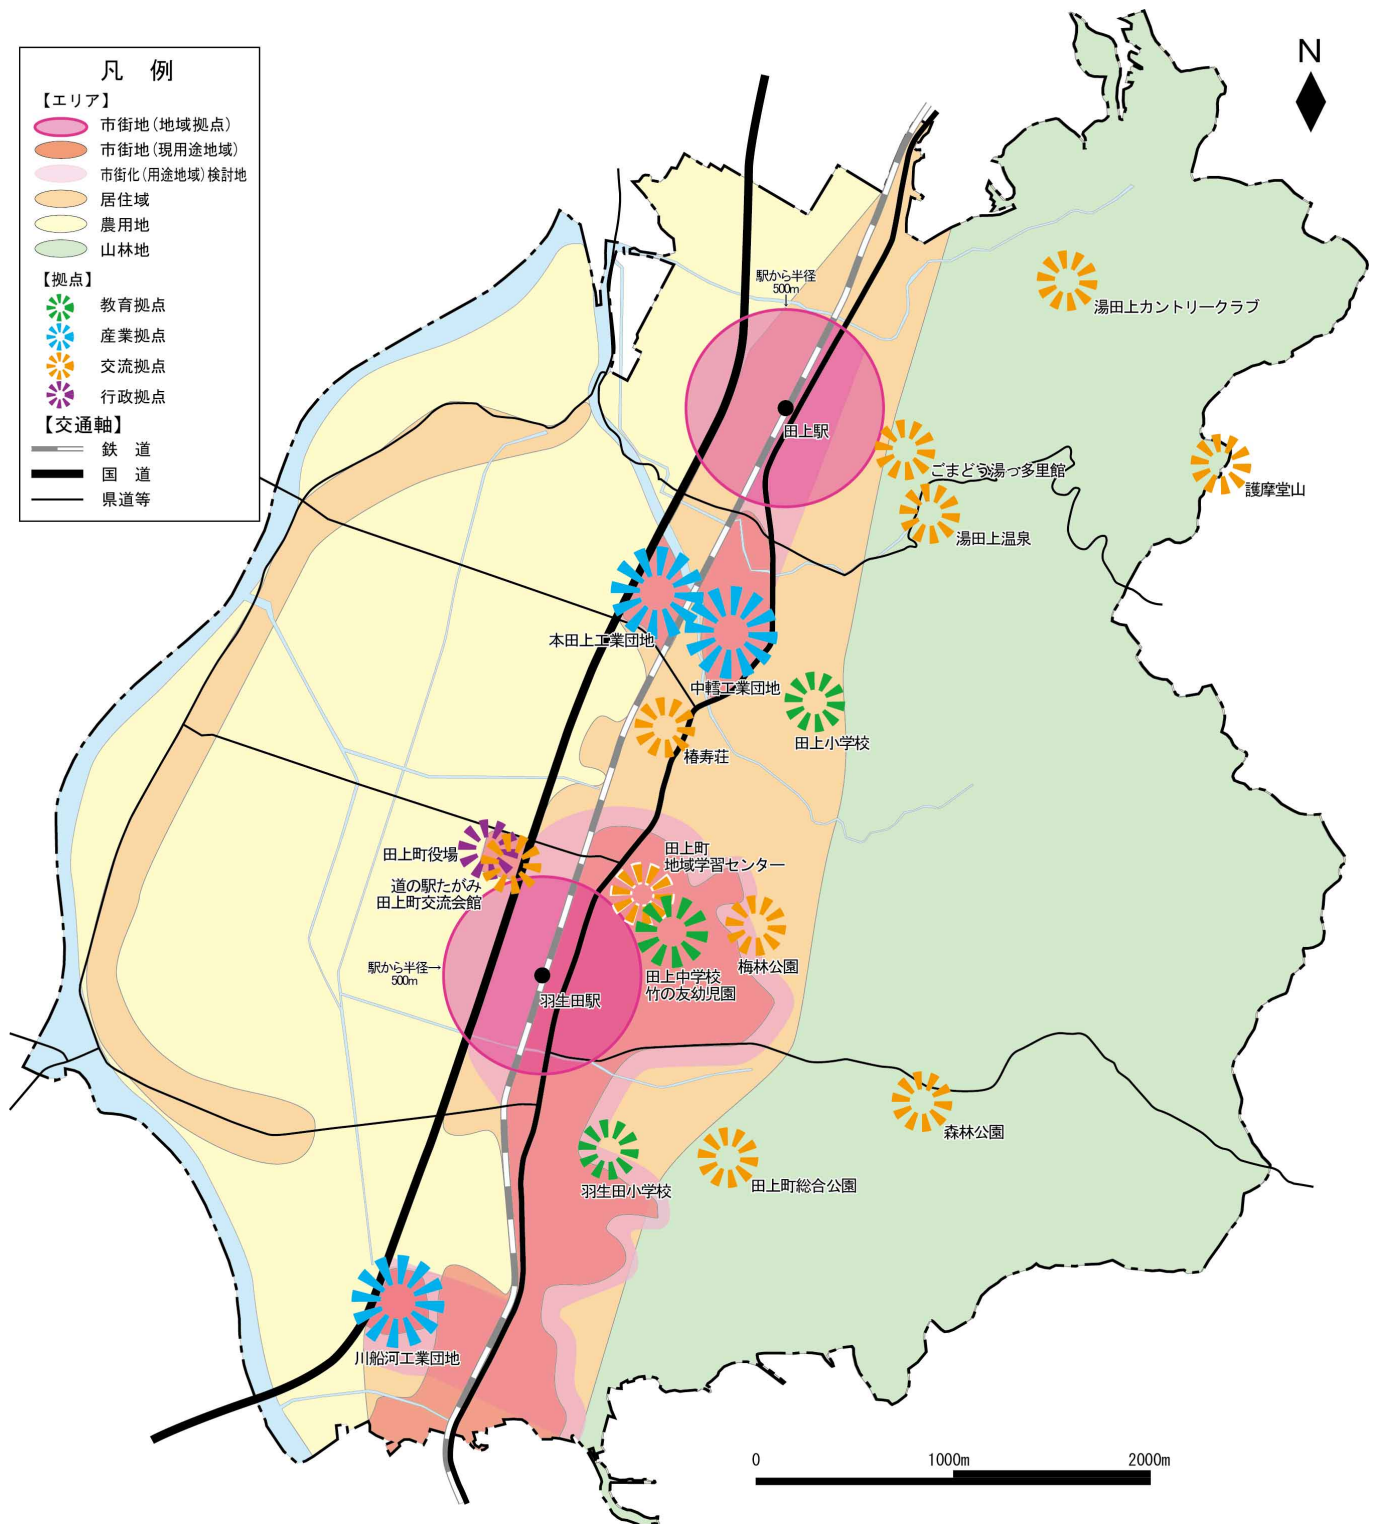 凡 例
【エリア】
市街地(地域拠点)
市街地(現用途地域)
市街化(用途地域)検討地
居住域
農用地
山林地
【拠点】
教育拠点
産業拠点
交流拠点
行政拠点
【交通軸】
鉄 道
国 道
県道等
N
駅から半径
500m
湯田上カントリークラブ
田上駅
ごまどう湯っ多里館
護摩堂山
湯田上温泉
本田上工業団地
中轌工業団地
田上小学校
椿寿荘
田上町役場
田上町
地域学習センター
道の駅たがみ
田上町交流会館
梅林公園
駅から半径→
500m
羽生田駅
田上中学校
竹の友幼児園
森林公園
羽生田小学校
田上町総合公園
川船河工業団地
0
1000m
2000m